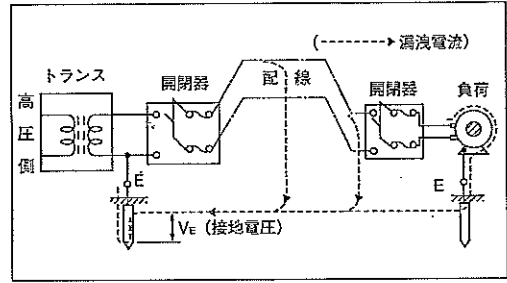 (------→漏洩電流)
トランス
開閉器
配線
開閉器
負荷
高圧側
E
E
VE (接地電圧)